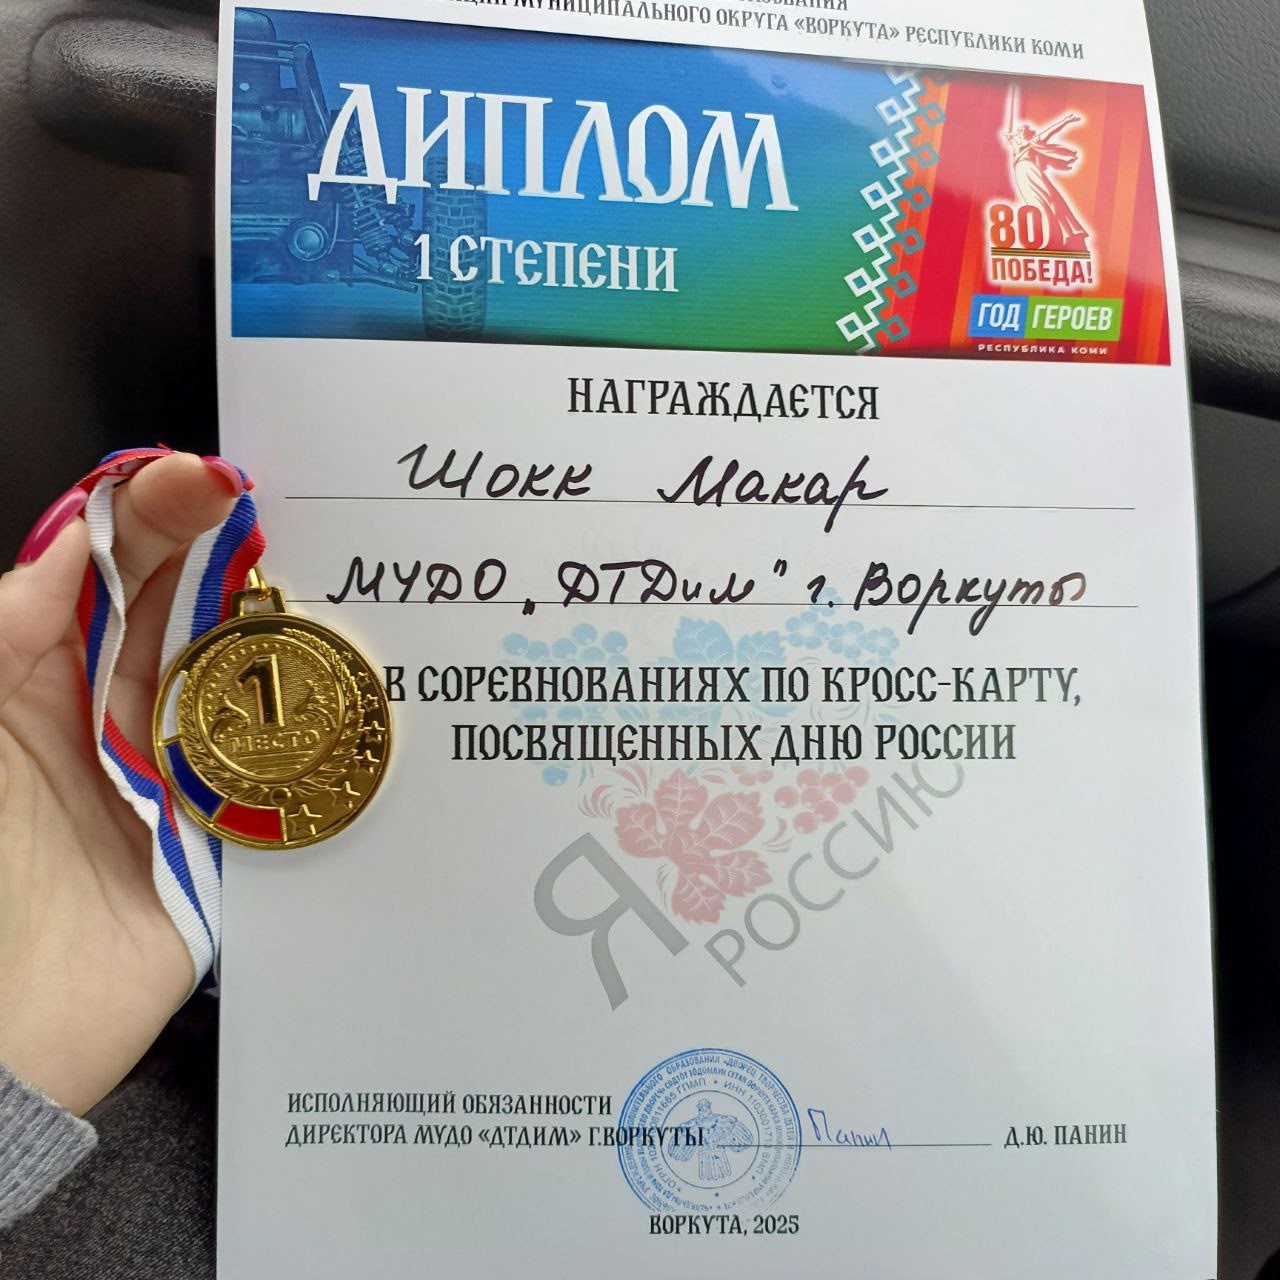 МУНИЦИПАЛЬНОГО ОКРУГА «ВОРКУТА» РЕСПУБЛИКИ КОМИ
ДИПЛОМ
1 СТЕПЕНИ
80
ПОБЕДА!
ГОД ГЕРОЕВ
РЕСПУБЛИКА КОМИ
НАГРАЖДАЕТСЯ
Шокк Макар
МУДО „ДТДиМ" г. Воркуты
1
МЕСТО
В СОРЕВНОВАНИЯХ ПО КРОСС-КАРТУ,
ПОСВЯЩЕННЫХ ДНЮ РОССИИ
Я
РОССИЮ
ИСПОЛНЯЮЩИЙ ОБЯЗАННОСТИ
ДИРЕКТОРА МУДО «ДТДИМ» Г.ВОРКУТЫ
Панин
Д.Ю. ПАНИН
ВОРКУТА, 2025